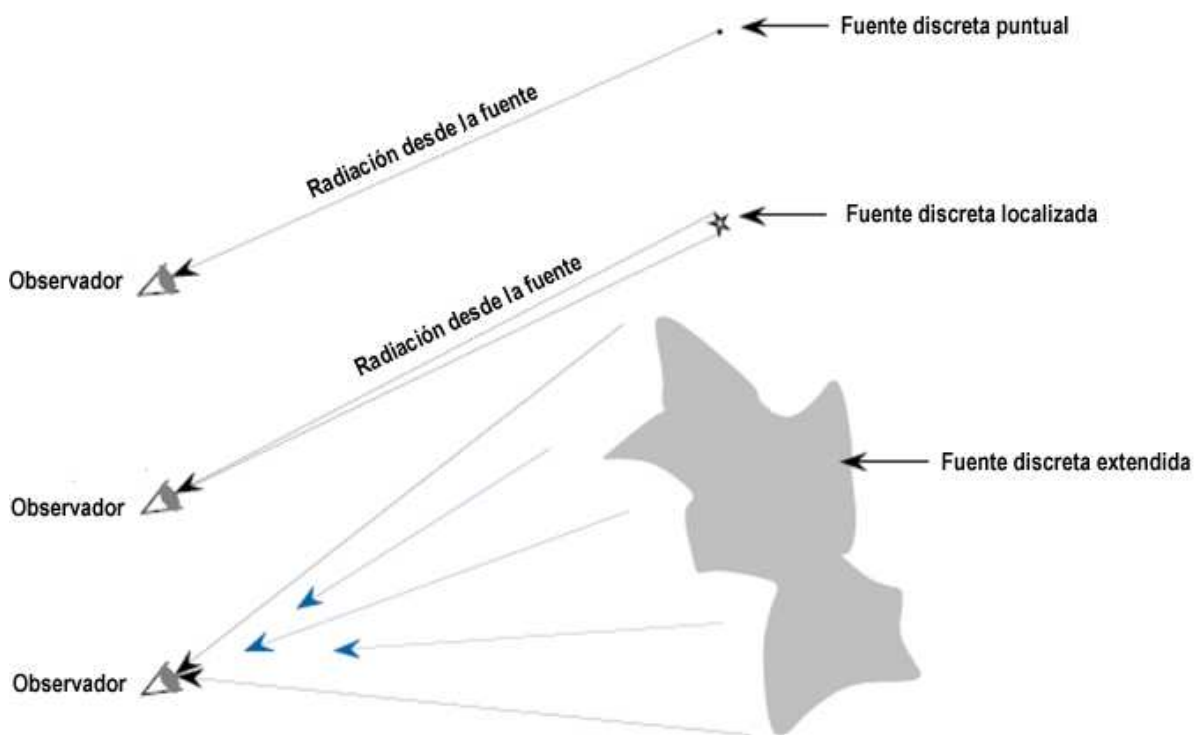 Fuente discreta puntual
Radiación desde la fuente
Observador
Fuente discreta localizada
Radiación desde la fuente
Observador
Fuente discreta extendida
Observador